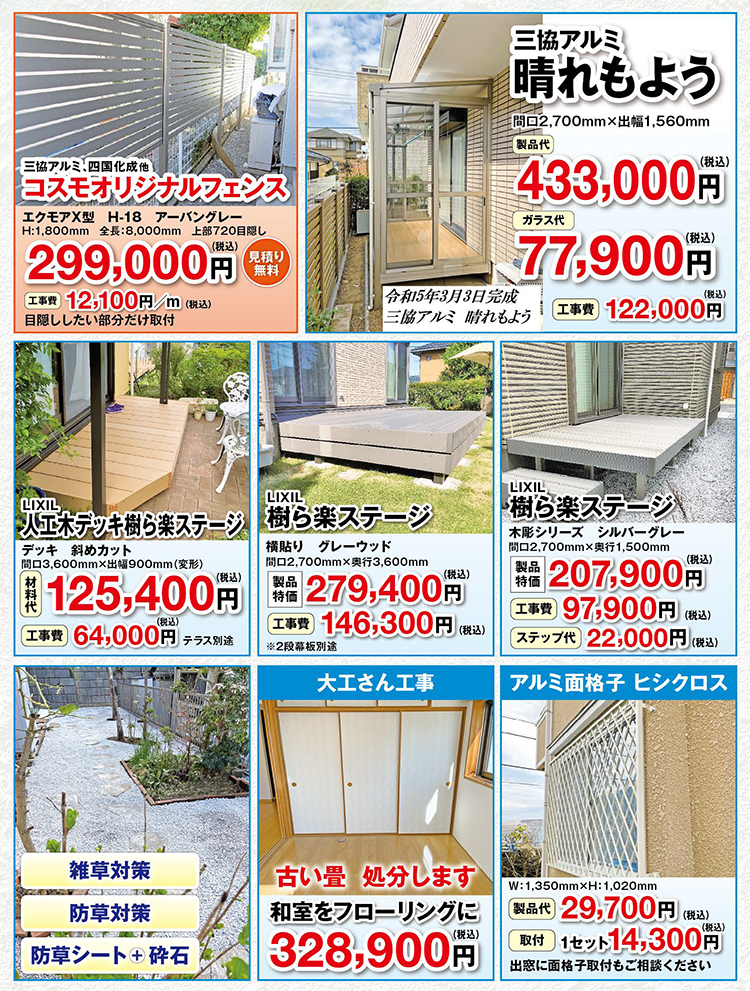 三協アルミ、四国化成他
コスモオリジナルフェンス
エクモアX型 H-18 アーバングレー
H:1,800mm 全長:8,000mm 上部720目隠し
299,000円(税込)
見積り
無料
工事費 12,100円/m(税込)
目隠ししたい部分だけ取付
三協アルミ
晴れもよう
間口2,700mm×出幅1,560mm
製品代
433,000円(税込)
ガラス代
77,900円(税込)
工事費 122,000円(税込)
令和5年3月3日完成
三協アルミ 晴れもよう
LIXIL
人工木デッキ樹ら楽ステージ
デッキ 斜めカット
間口3,600mm×出幅900mm(変形)
材料代 125,400円(税込)
工事費 64,000円(税込) テラス別途
LIXIL
樹ら楽ステージ
横貼り グレーウッド
間口2,700mm×奥行3,600mm
製品特価 279,400円(税込)
工事費 146,300円(税込)
※2段幕板別途
LIXIL
樹ら楽ステージ
木彫シリーズ シルバーグレー
間口2,700mm×奥行1,500mm
製品特価 207,900円(税込)
工事費 97,900円(税込)
ステップ代 22,000円(税込)
雑草対策
防草対策
防草シート+砕石
大工さん工事
古い畳 処分します
和室をフローリングに
328,900円(税込)
アルミ面格子 ヒシクロス
W:1,350mm×H:1,020mm
製品代 29,700円(税込)
取付 1セット14,300円(税込)
出窓に面格子取付もご相談ください